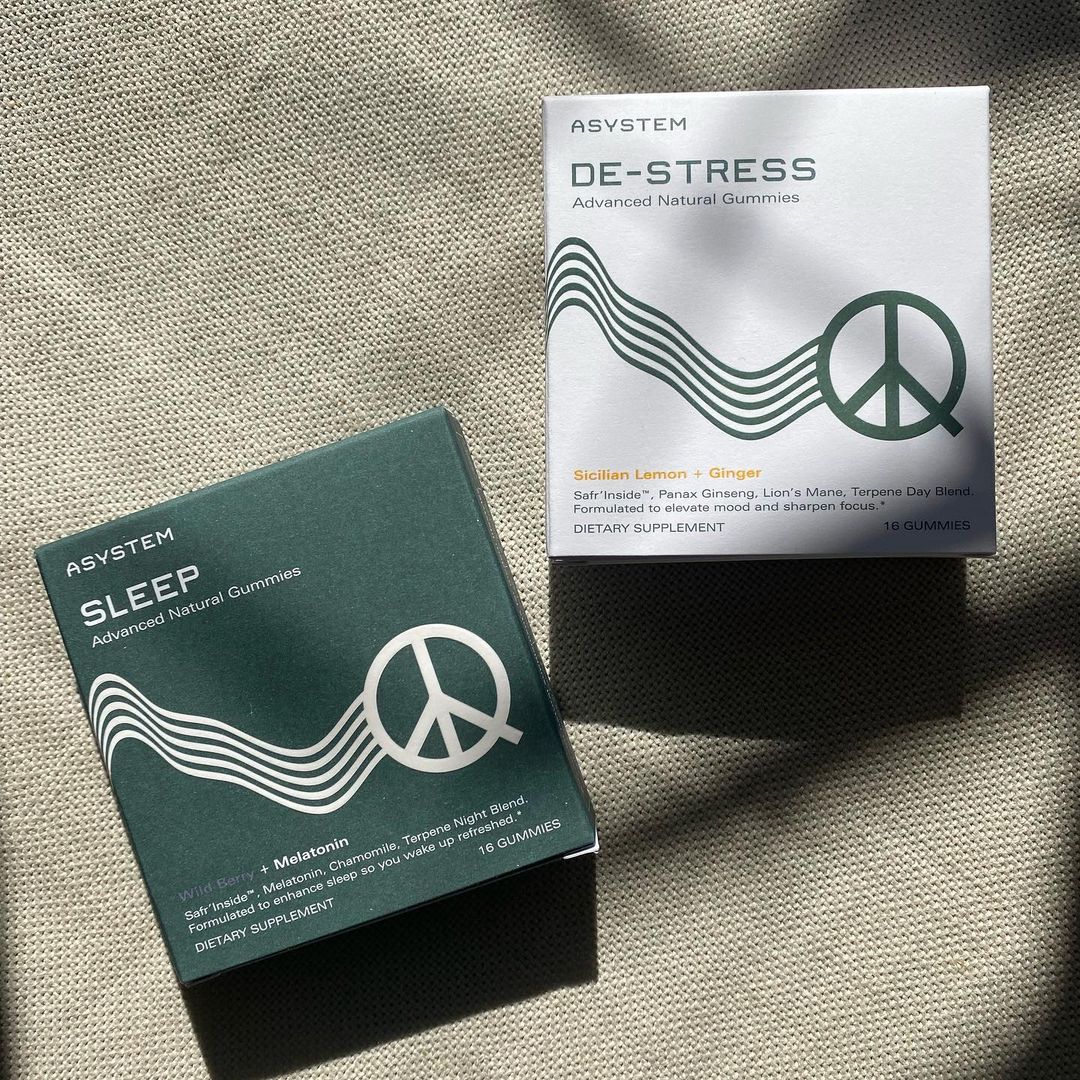 ASYSTEM
DE-STRESS
Advanced Natural Gummies
Sicilian Lemon + Ginger
Safr'Inside™, Panax Ginseng, Lion's Mane, Terpene Day Blend.
Formulated to elevate mood and sharpen focus.*
DIETARY SUPPLEMENT 16 GUMMIES
ASYSTEM
SLEEP
Advanced Natural Gummies
Wild Berry + Melatonin
Safr'Inside™, Melatonin, Chamomile, Terpene Night Blend.
Formulated to enhance sleep so you wake up refreshed.*
DIETARY SUPPLEMENT 16 GUMMIES